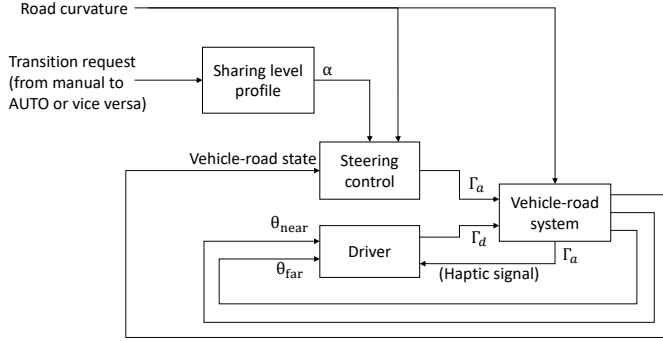 Road curvature
Transition request
(from manual to
AUTO or vice versa)
Sharing level
profile
α
Vehicle-road state
Steering
control
Γₐ
Vehicle-road
system
θnear
Driver
Γd
θfar
(Haptic signal)
Γₐ